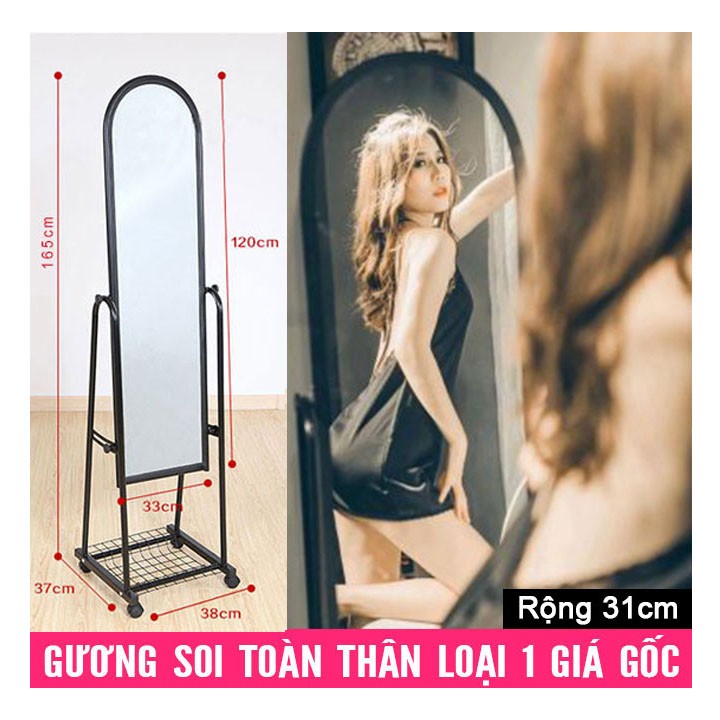 165cm
120cm
33cm
37cm
38cm
Rộng 31cm
GƯƠNG SOI TOÀN THÂN LOẠI 1 GIÁ GỐC